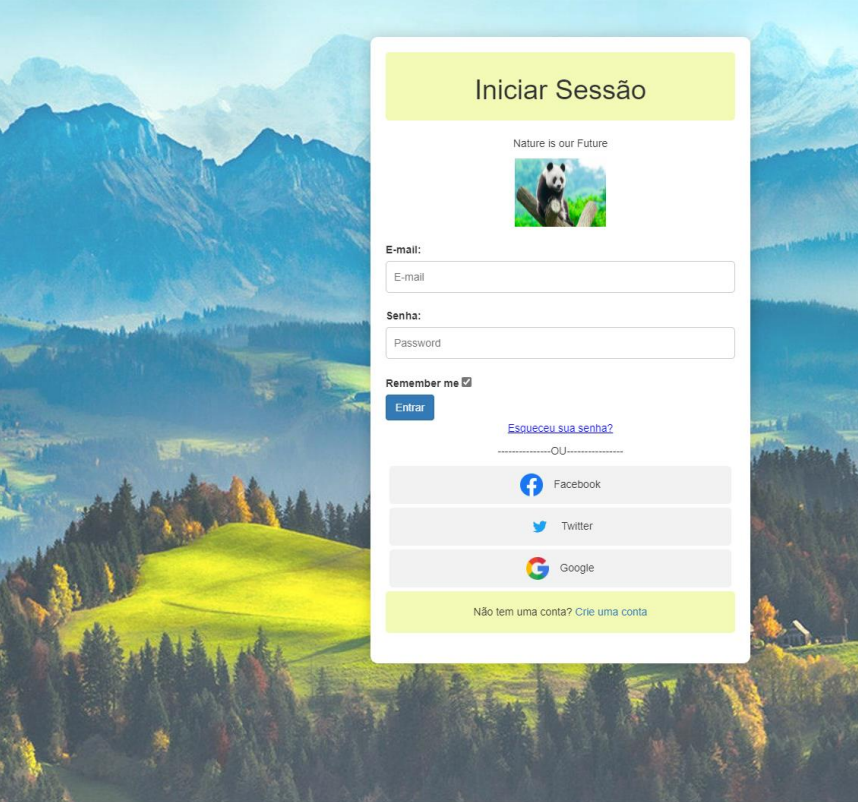 Iniciar Sessão
Nature is our Future
E-mail:
E-mail
Senha:
Password
Remember me
Entrar
Esqueceu sua senha?
---------------OU----------------
Facebook
Twitter
Google
Não tem uma conta? Crie uma conta